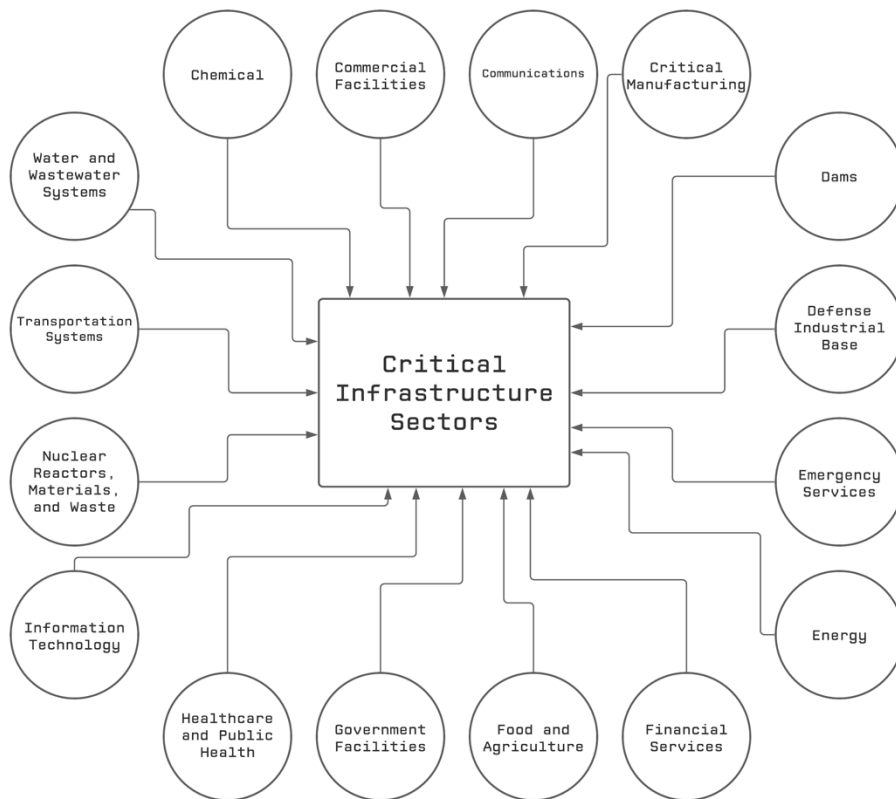 Chemical
Commercial
Facilities
Communications
Critical
Manufacturing
Water and
Wastewater
Systems
Dams
Transportation
Systems
Critical
Infrastructure
Sectors
Defense
Industrial
Base
Nuclear
Reactors,
Materials,
and Waste
Emergency
Services
Information
Technology
Energy
Healthcare
and Public
Health
Government
Facilities
Food and
Agriculture
Financial
Services